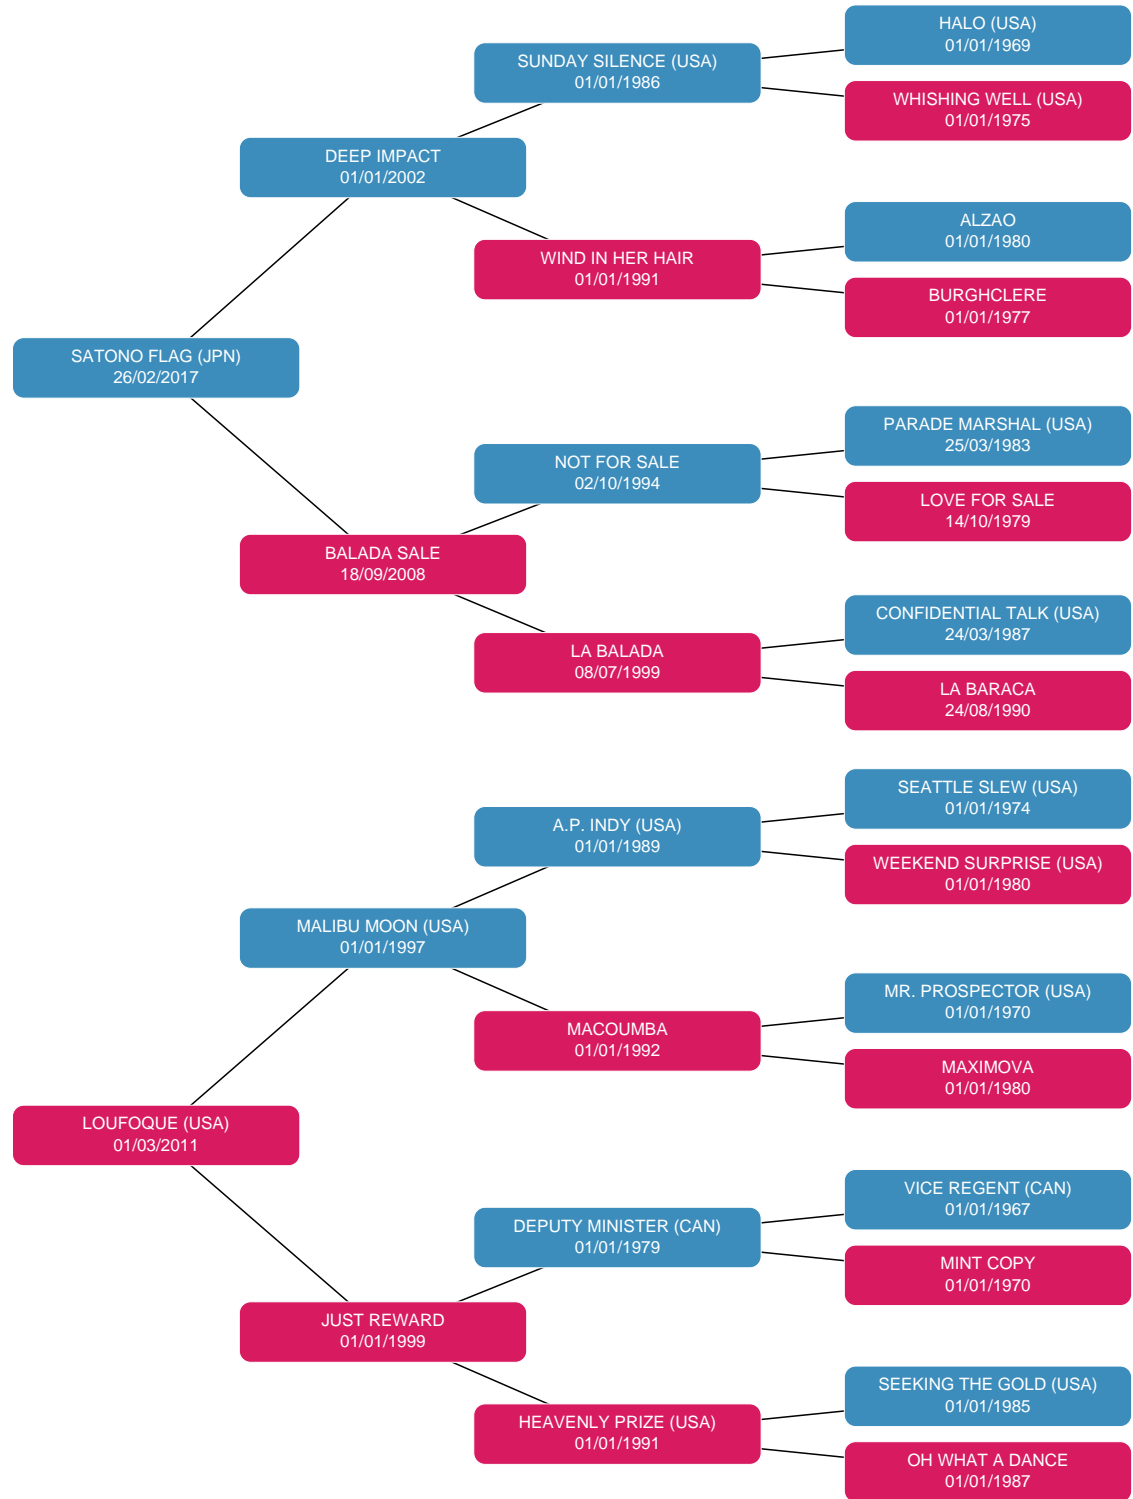 HALO (USA)
01/01/1969
SUNDAY SILENCE (USA)
01/01/1986
WHISHING WELL (USA)
01/01/1975
DEEP IMPACT
01/01/2002
ALZAO
01/01/1980
WIND IN HER HAIR
01/01/1991
BURGHCLERE
01/01/1977
SATONO FLAG (JPN)
26/02/2017
PARADE MARSHAL (USA)
25/03/1983
NOT FOR SALE
02/10/1994
LOVE FOR SALE
14/10/1979
BALADA SALE
18/09/2008
CONFIDENTIAL TALK (USA)
24/03/1987
LA BALADA
08/07/1999
LA BARACA
24/08/1990
SEATTLE SLEW (USA)
01/01/1974
A.P. INDY (USA)
01/01/1989
WEEKEND SURPRISE (USA)
01/01/1980
MALIBU MOON (USA)
01/01/1997
MR. PROSPECTOR (USA)
01/01/1970
MACOUMBA
01/01/1992
MAXIMOVA
01/01/1980
LOUFOQUE (USA)
01/03/2011
VICE REGENT (CAN)
01/01/1967
DEPUTY MINISTER (CAN)
01/01/1979
MINT COPY
01/01/1970
JUST REWARD
01/01/1999
SEEKING THE GOLD (USA)
01/01/1985
HEAVENLY PRIZE (USA)
01/01/1991
OH WHAT A DANCE
01/01/1987